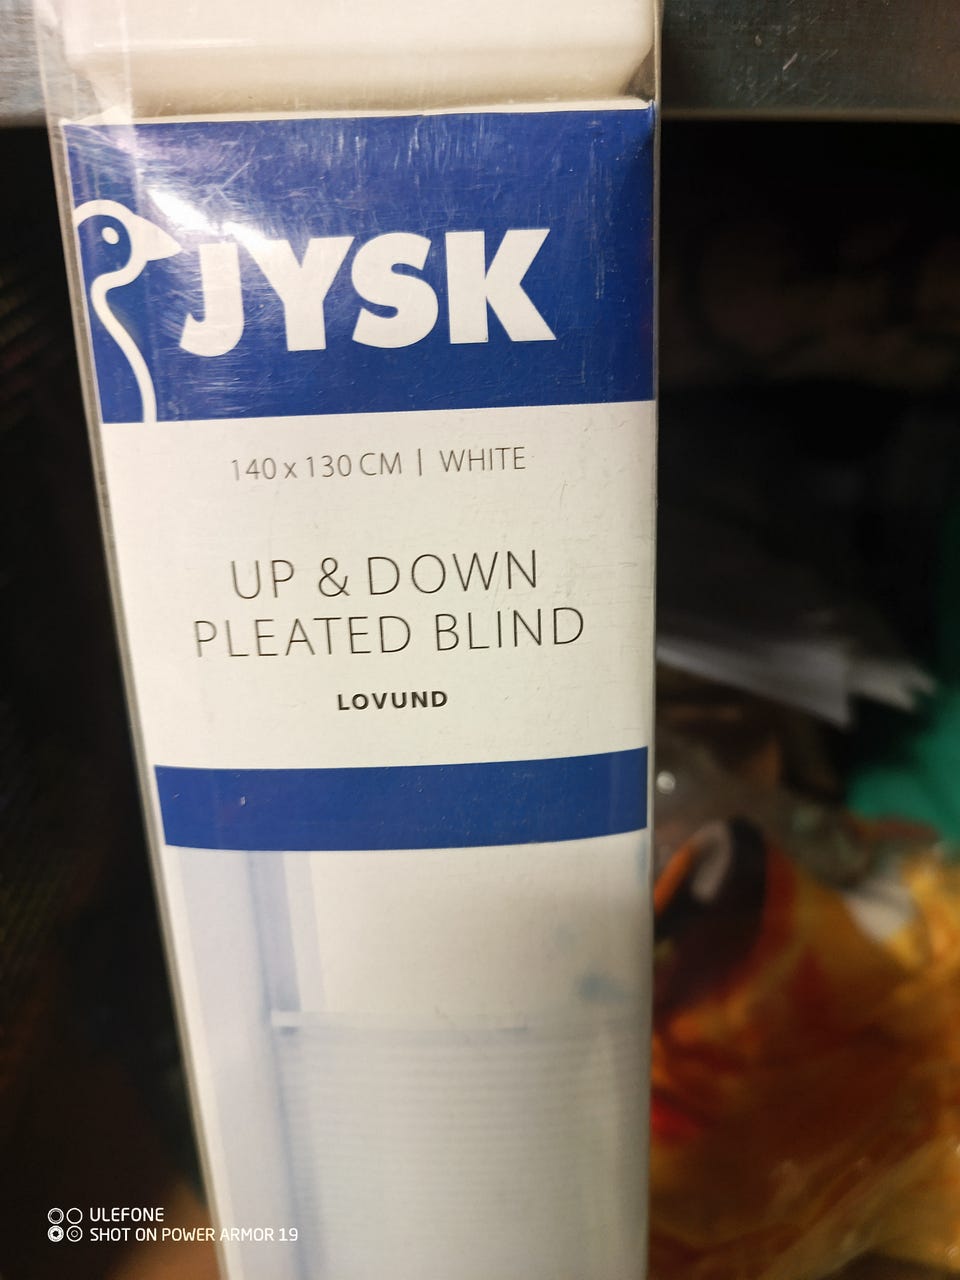 JYSK
140 x 130 CM | WHITE
UP & DOWN
PLEATED BLIND
LOVUND
ULEFONE
SHOT ON POWER ARMOR 19